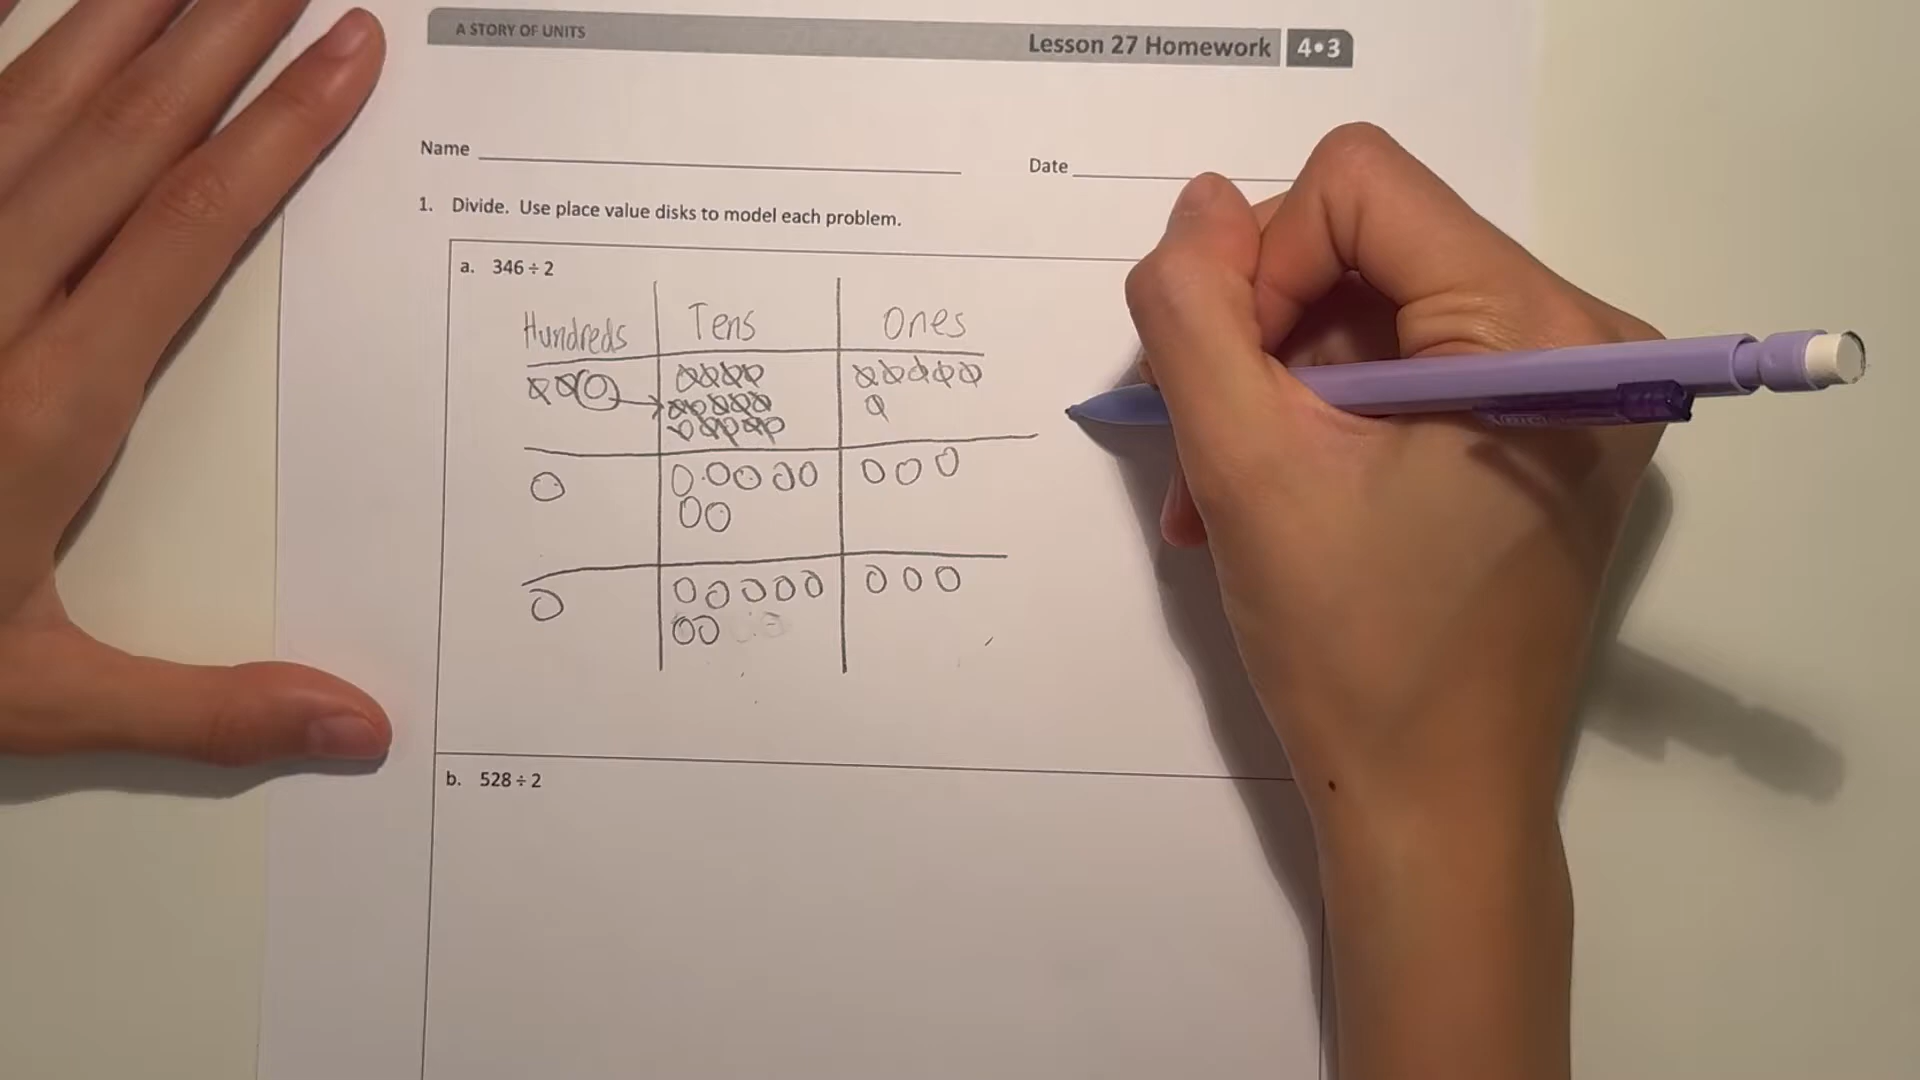 A STORY OF UNITS
Lesson 27 Homework 4•3
Name
Date
1. Divide. Use place value disks to model each problem.
a. 346 ÷ 2
Hundreds Tens Ones
b. 528 ÷ 2